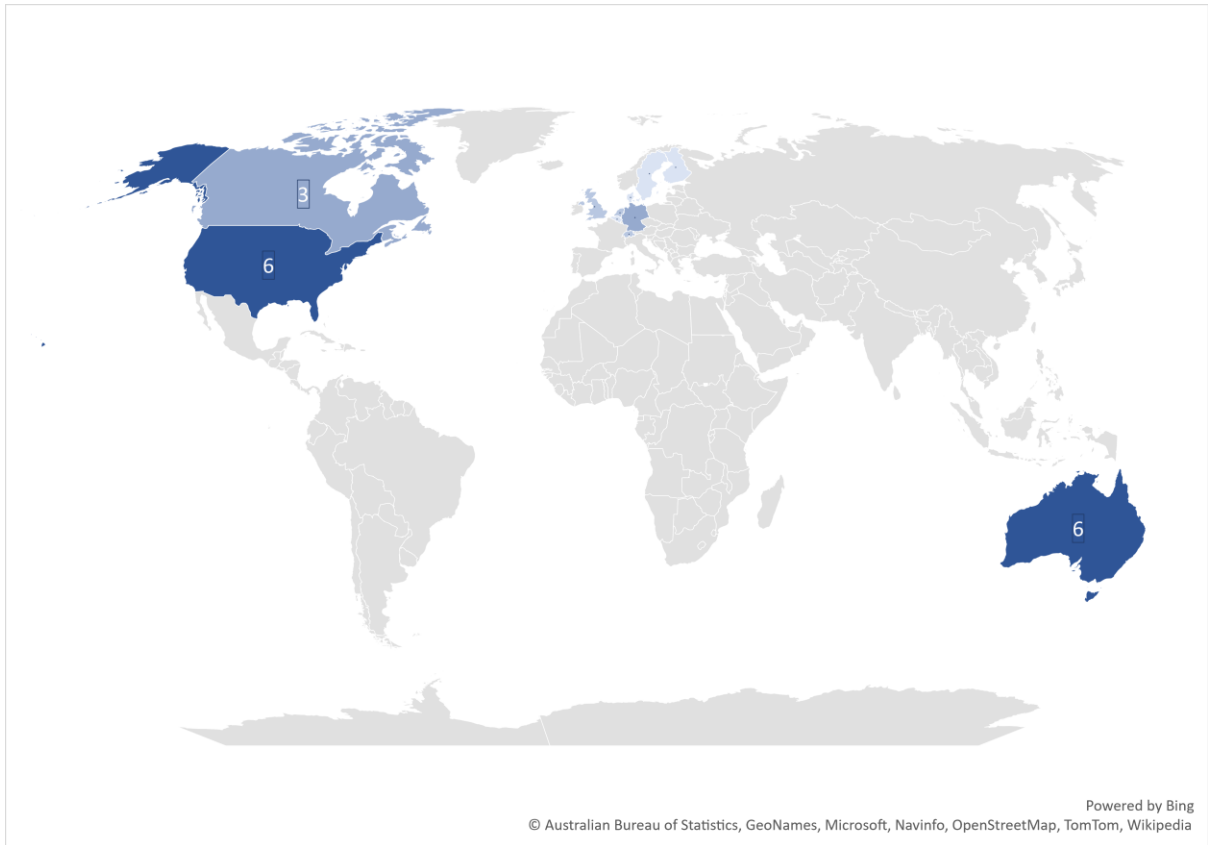 3
6
6
Powered by Bing
© Australian Bureau of Statistics, GeoNames, Microsoft, Navinfo, OpenStreetMap, TomTom, Wikipedia